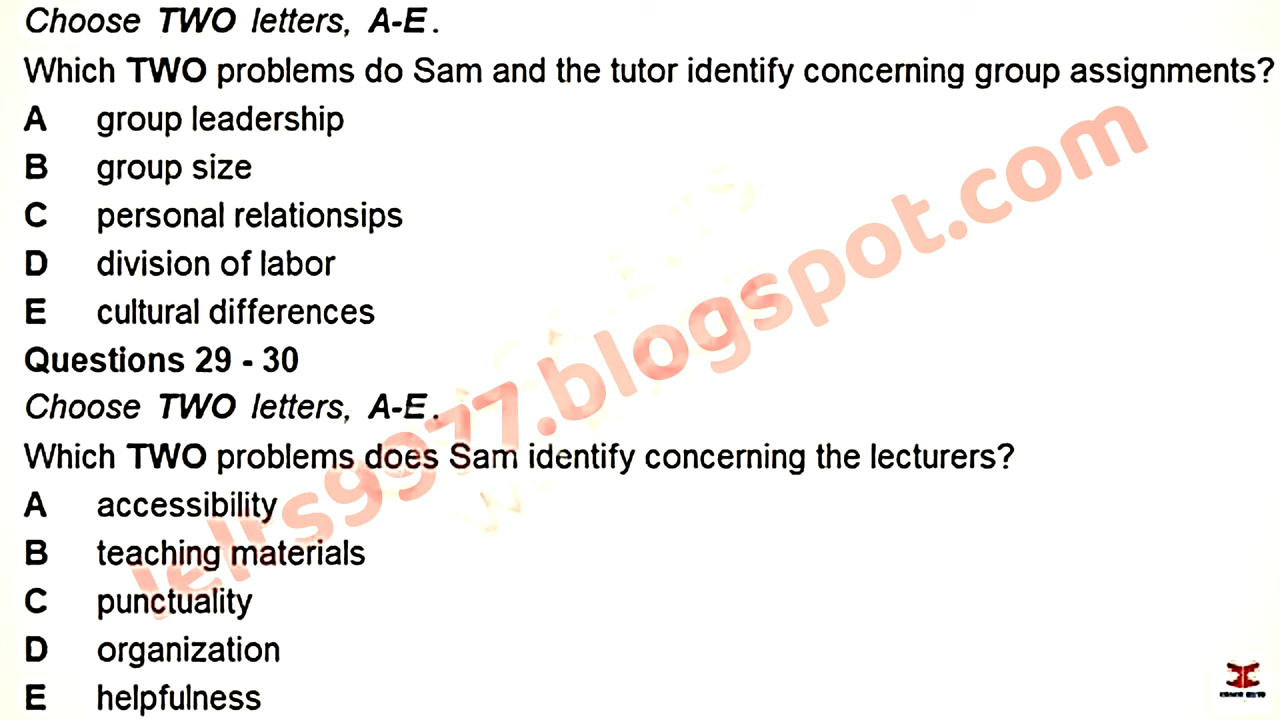 Choose TWO letters, A-E.
Which TWO problems do Sam and the tutor identify concerning group assignments?
A group leadership
B group size
C personal relationsips
D division of labor
E cultural differences
Questions 29 - 30
Choose TWO letters, A-E.
Which TWO problems does Sam identify concerning the lecturers?
A accessibility
B teaching materials
C punctuality
D organization
E helpfulness
Ielts9977.blogspot.com